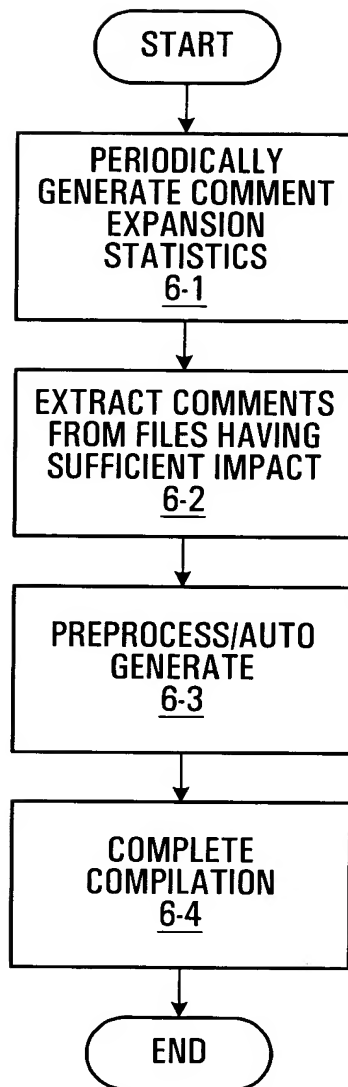 START
PERIODICALLY
GENERATE COMMENT
EXPANSION
STATISTICS
6-1
EXTRACT COMMENTS
FROM FILES HAVING
SUFFICIENT IMPACT
6-2
PREPROCESS/AUTO
GENERATE
6-3
COMPLETE
COMPILATION
6-4
END